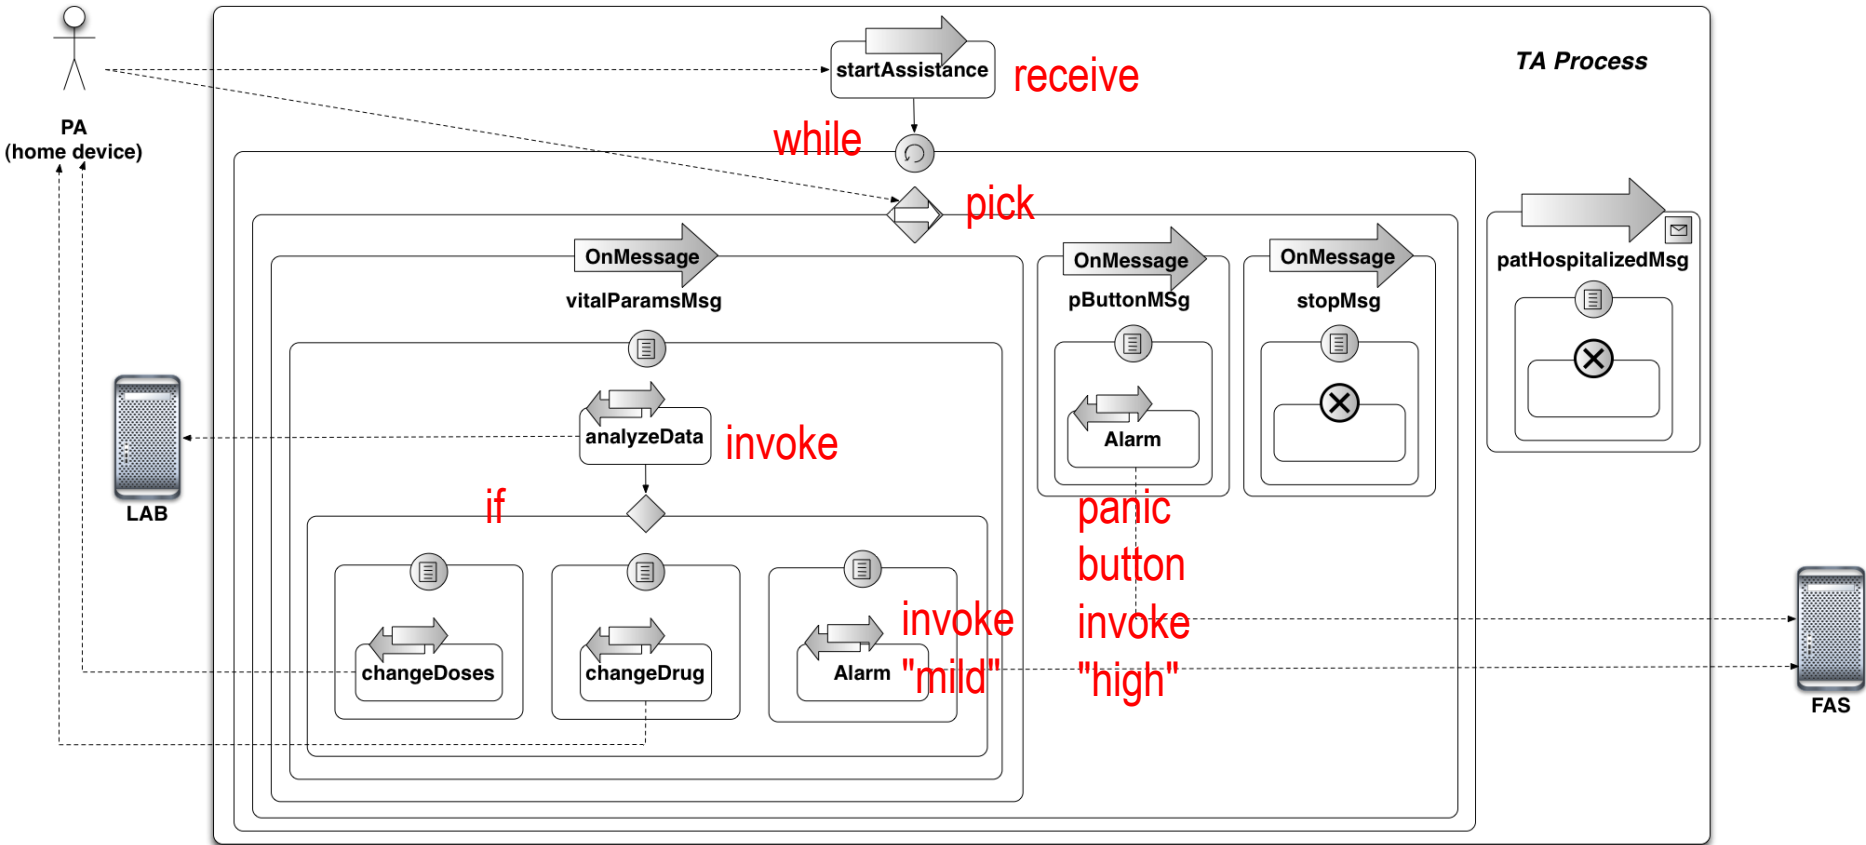 TA Process
startAssistance
receive
PA
(home device)
while
pick
OnMessage
vitalParamsMsg
OnMessage
pButtonMSg
OnMessage
stopMsg
patHospitalizedMsg
analyzeData
invoke
Alarm
LAB
if
panic
button
invoke
"high"
changeDoses
changeDrug
Alarm
invoke
"mild"
FAS